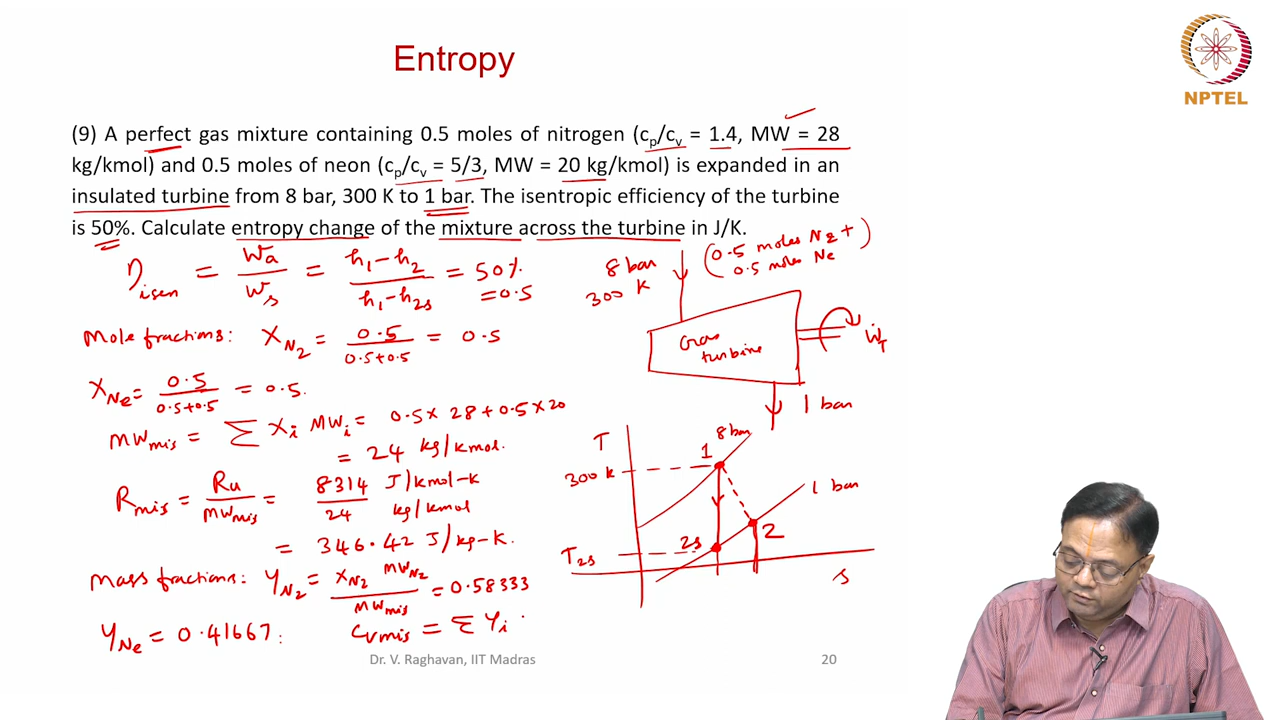 Entropy
NPTEL
(9) A perfect gas mixture containing 0.5 moles of nitrogen (cp/cv = 1.4, MW = 28
kg/kmol) and 0.5 moles of neon (cp/cv = 5/3, MW = 20 kg/kmol) is expanded in an
insulated turbine from 8 bar, 300 K to 1 bar. The isentropic efficiency of the turbine
is 50%. Calculate entropy change of the mixture across the turbine in J/K.
ηisen = Wa/Ws = h1-h2/h1-h2s = 50% = 0.5
8 bar
300 K
(0.5 moles N2 + 0.5 moles Ne)
Gas turbine
ẆT
1 bar
Mole fractions: XN2 = 0.5/0.5+0.5 = 0.5
XNe = 0.5/0.5+0.5 = 0.5.
MWmix = Σ Xi MWi = 0.5 x 28 + 0.5 x 20
= 24 kg/kmol.
Rmix = Ru/MWmix = 8314/24 J/kmol-K / kg/kmol
= 346.42 J/kg-K.
Mass fractions: YN2 = XN2 MWN2/MWmix = 0.58333
YNe = 0.41667. Cvmix = Σ Yi
T
300 K
1
8 bar
1 bar
T2s
2s
2
s
Dr. V. Raghavan, IIT Madras
20